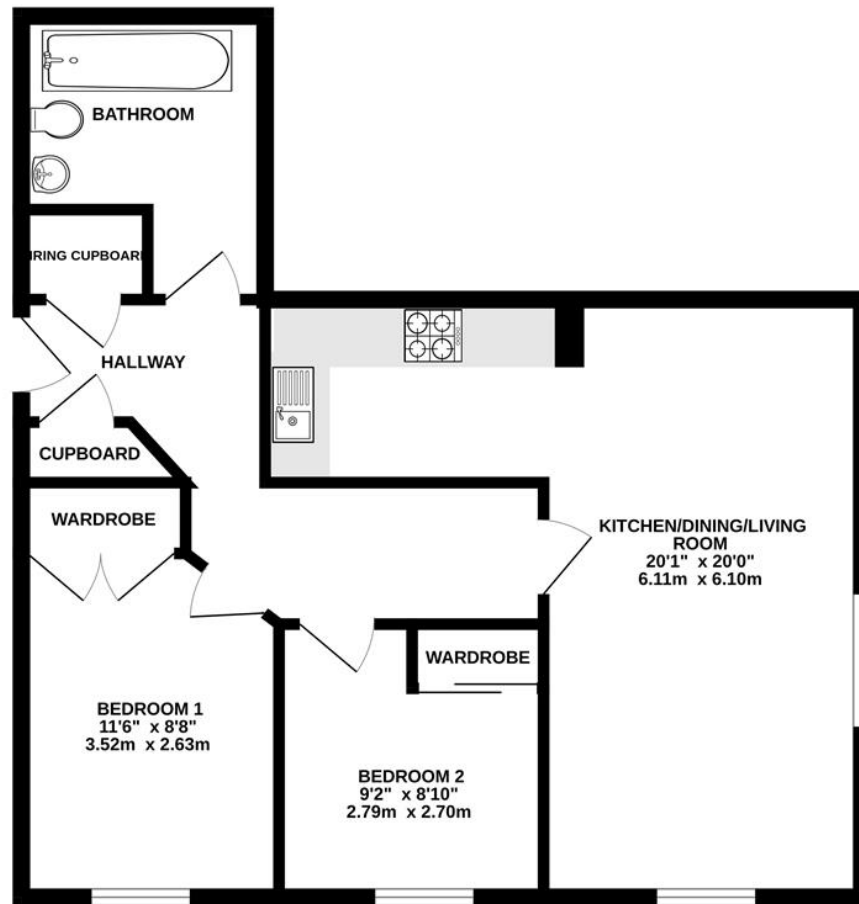 BATHROOM
IRING CUPBOAR
HALLWAY
CUPBOARD
WARDROBE
KITCHEN/DINING/LIVING
ROOM
20'1" x 20'0"
6.11m x 6.10m
WARDROBE
BEDROOM 1
11'6" x 8'8"
3.52m x 2.63m
BEDROOM 2
9'2" x 8'10"
2.79m x 2.70m